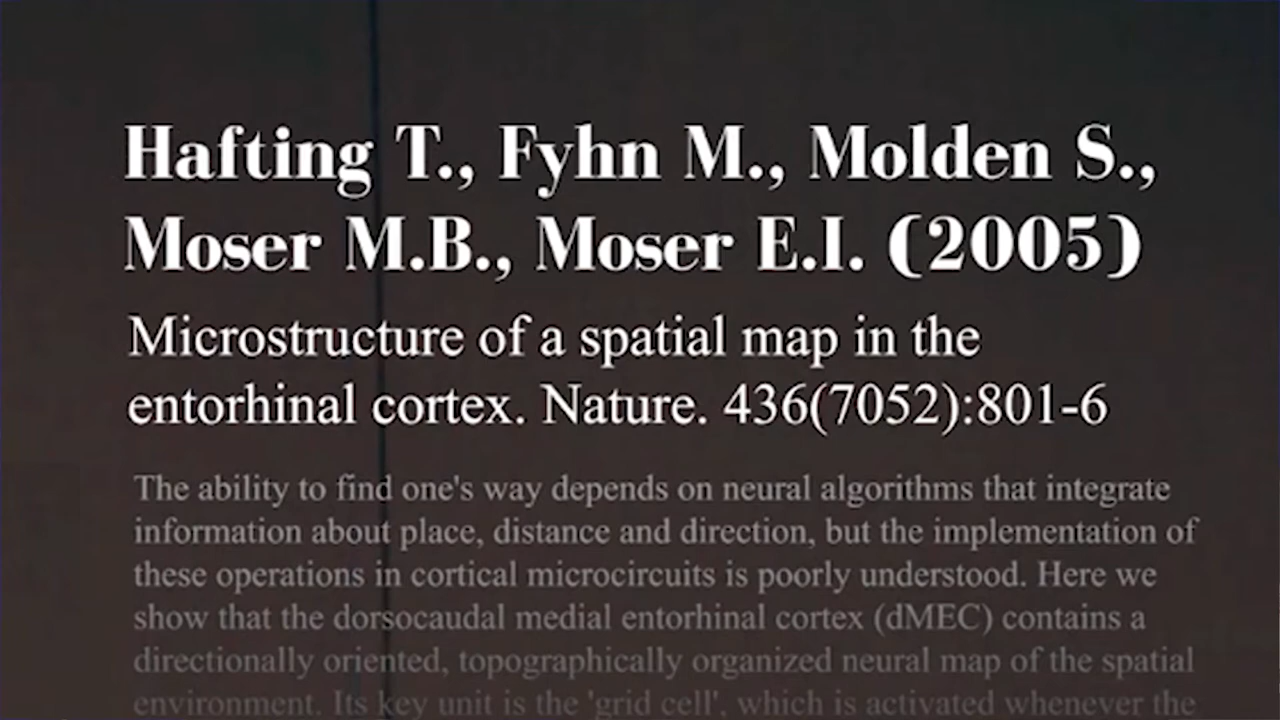 Hafting T., Fyhn M., Molden S.,
Moser M.B., Moser E.I. (2005)
Microstructure of a spatial map in the
entorhinal cortex. Nature. 436(7052):801-6
The ability to find one's way depends on neural algorithms that integrate
information about place, distance and direction, but the implementation of
these operations in cortical microcircuits is poorly understood. Here we
show that the dorsocaudal medial entorhinal cortex (dMEC) contains a
directionally oriented, topographically organized neural map of the spatial
environment. Its key unit is the 'grid cell', which is activated whenever the